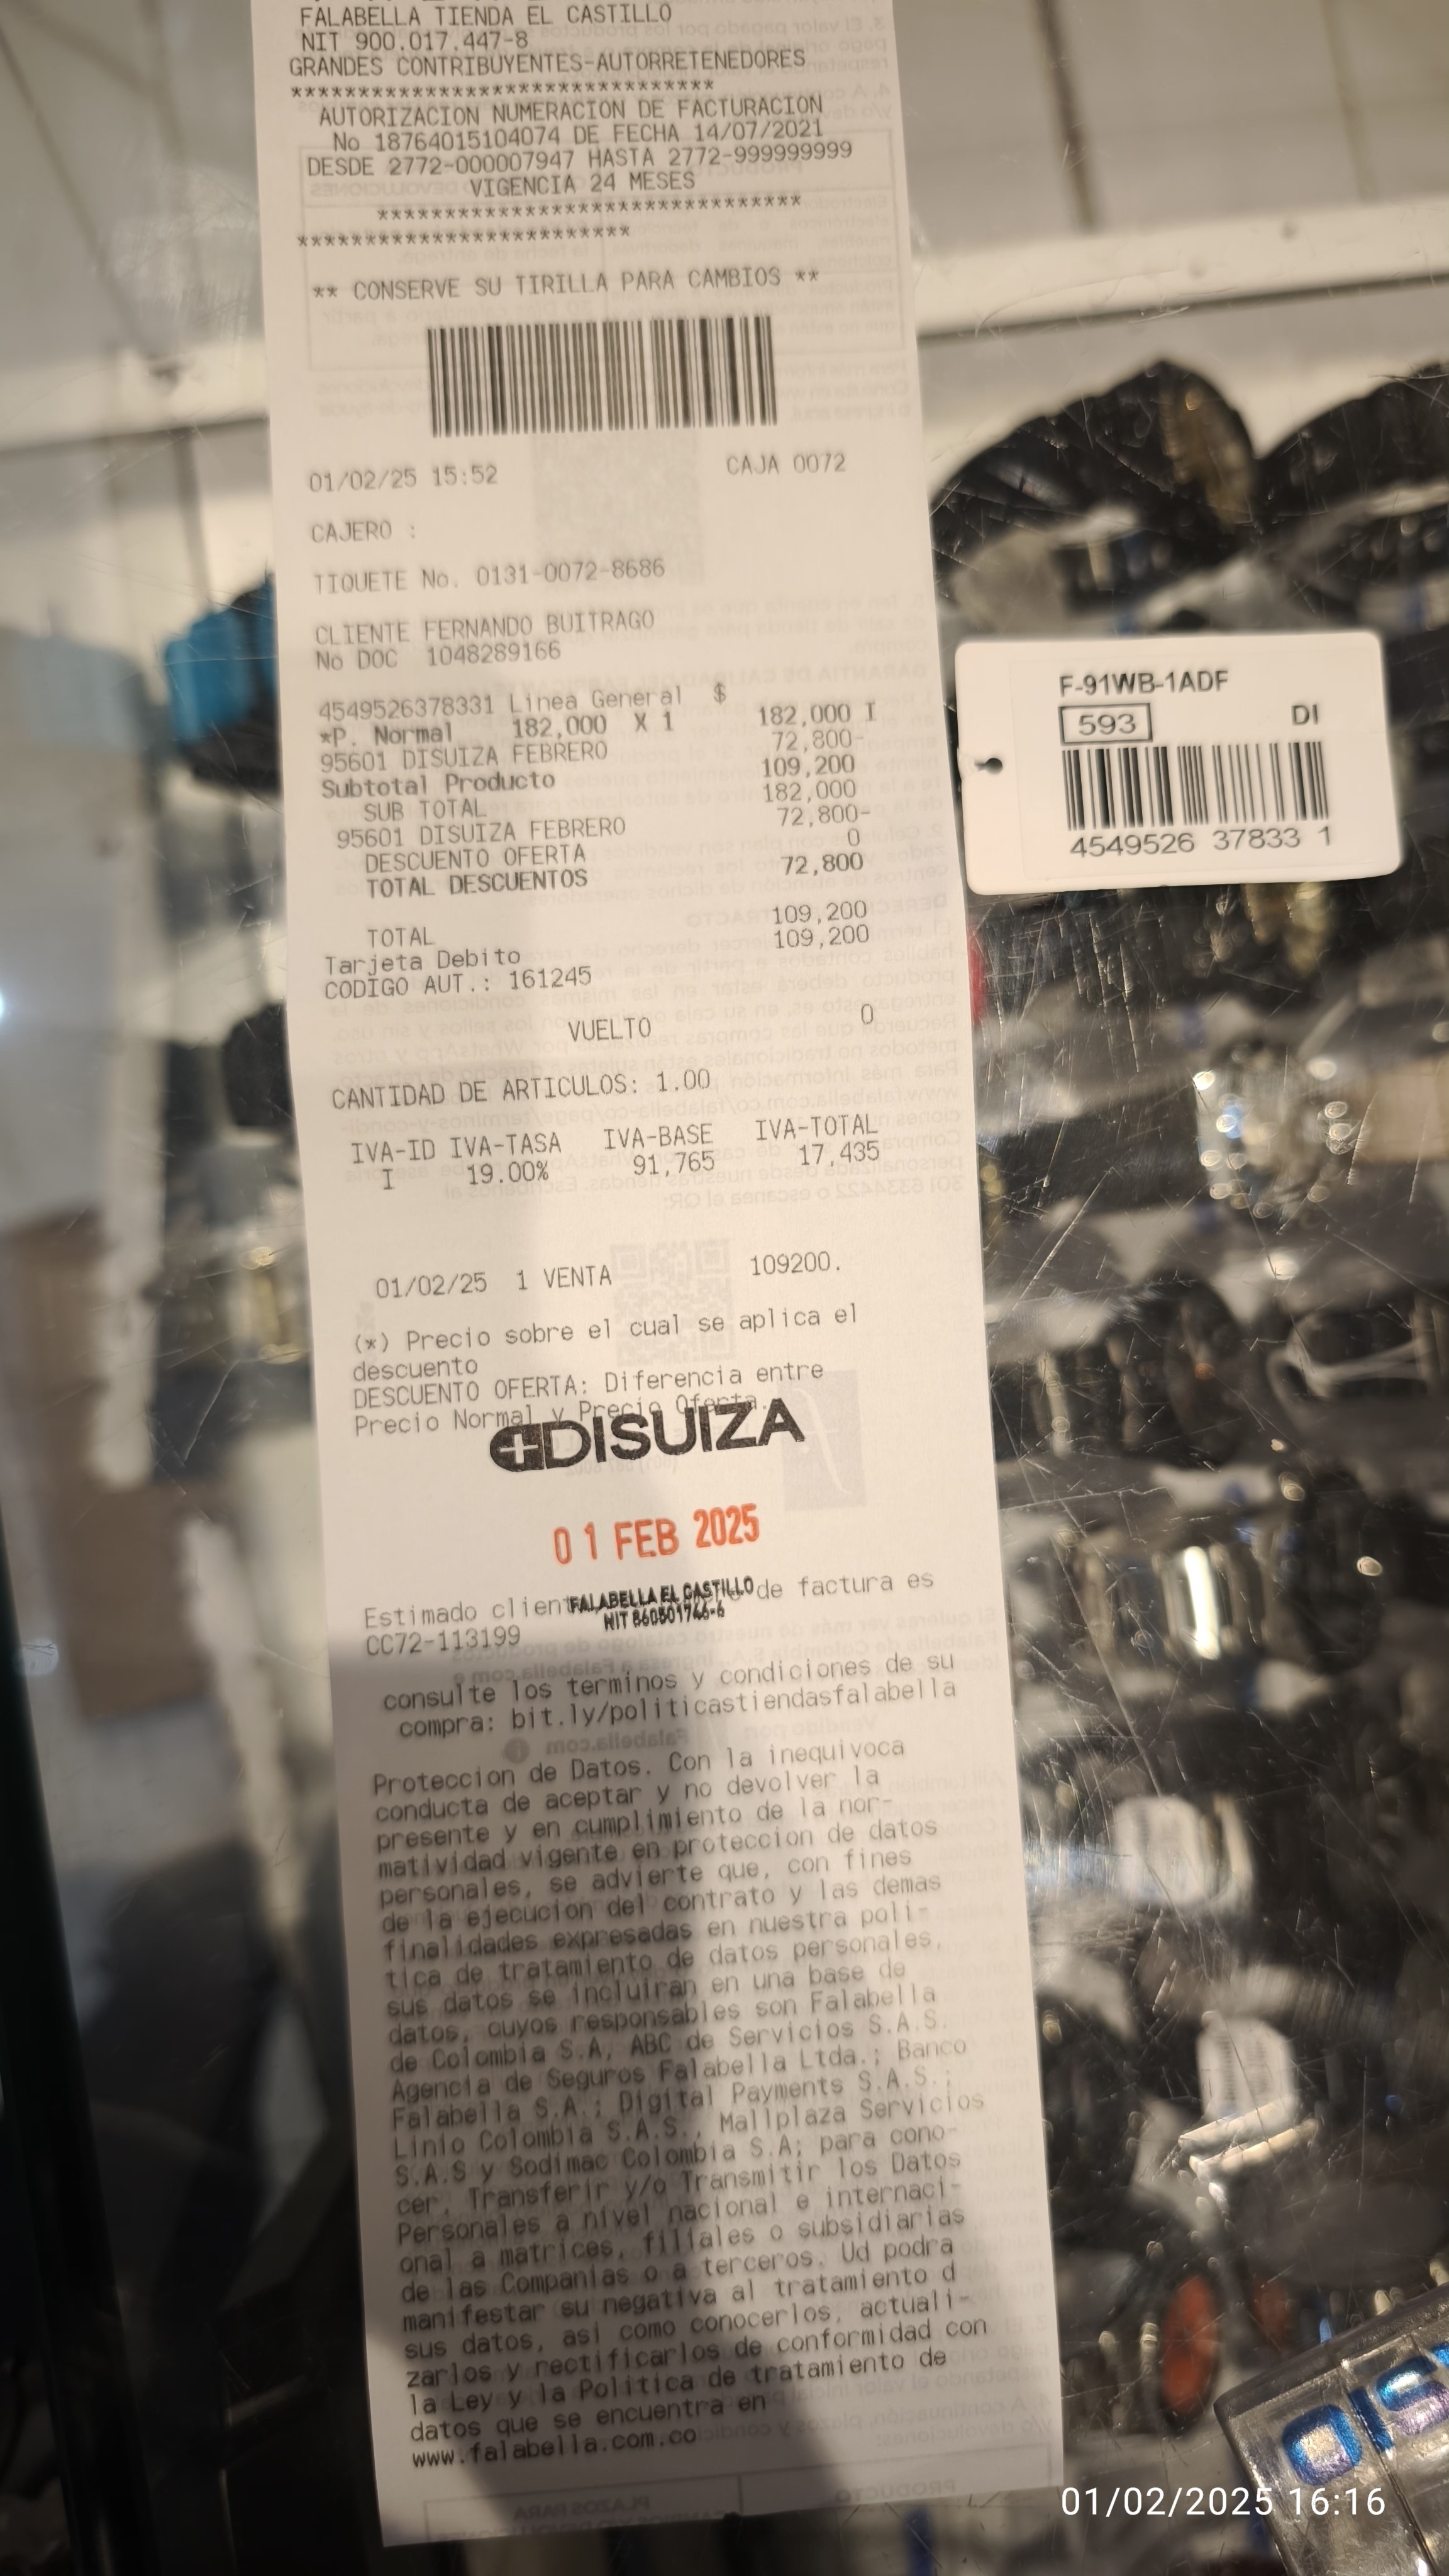 FALABELLA TIENDA EL CASTILLO
NIT 900.017.447-8
GRANDES CONTRIBUYENTES-AUTORRETENEDORES
*******************************
AUTORIZACION NUMERACION DE FACTURACION
No 18764015104074 DE FECHA 14/07/2021
DESDE 2772-000007947 HASTA 2772-999999999
VIGENCIA 24 MESES
*******************************
************************
** CONSERVE SU TIRILLA PARA CAMBIOS **
01/02/25 15:52 CAJA 0072
CAJERO :
TIQUETE No. 0131-0072-8686
CLIENTE FERNANDO BUITRAGO
No DOC 1048289166
4549526378331 Linea General $
*P. Normal 182,000 X 1 182,000 I
95601 DISUIZA FEBRERO 72,800-
Subtotal Producto 109,200
SUB TOTAL 182,000
95601 DISUIZA FEBRERO 72,800-
DESCUENTO OFERTA 0
TOTAL DESCUENTOS 72,800
TOTAL 109,200
Tarjeta Debito 109,200
CODIGO AUT.: 161245
VUELTO 0
CANTIDAD DE ARTICULOS: 1.00
IVA-ID IVA-TASA IVA-BASE IVA-TOTAL
I 19.00% 91,765 17,435
01/02/25 1 VENTA 109200.
(*) Precio sobre el cual se aplica el
descuento
DESCUENTO OFERTA: Diferencia entre
Precio Normal y Precio Oferta.
DISUIZA
01 FEB 2025
FALABELLA EL CASTILLO
NIT 860501746-6
Estimado client de factura es
CC72-113199
consulte los terminos y condiciones de su
compra: bit.ly/politicastiendasfalabella
Proteccion de Datos. Con la inequivoca
conducta de aceptar y no devolver la
presente y en cumplimiento de la nor-
matividad vigente en proteccion de datos
personales, se advierte que, con fines
de la ejecucion del contrato y las demas
finalidades expresadas en nuestra poli-
tica de tratamiento de datos personales,
sus datos se incluiran en una base de
datos, cuyos responsables son Falabella
de Colombia S.A, ABC de Servicios S.A.S.
Agencia de Seguros Falabella Ltda.; Banco
Falabella S.A.; Digital Payments S.A.S.;
Linio Colombia S.A.S., Mallplaza Servicios
S.A.S y Sodimac Colombia S.A; para cono-
cer, Transferir y/o Transmitir los Datos
Personales a nivel nacional e internaci-
onal a matrices, filiales o subsidiarias
de las Companias o a terceros. Ud podra
manifestar su negativa al tratamiento d
sus datos, asi como conocerlos, actuali-
zarlos y rectificarlos de conformidad con
la Ley y la Politica de tratamiento de
datos que se encuentra en
www.falabella.com.co
F-91WB-1ADF
593 DI
4549526 37833 1
01/02/2025 16:16